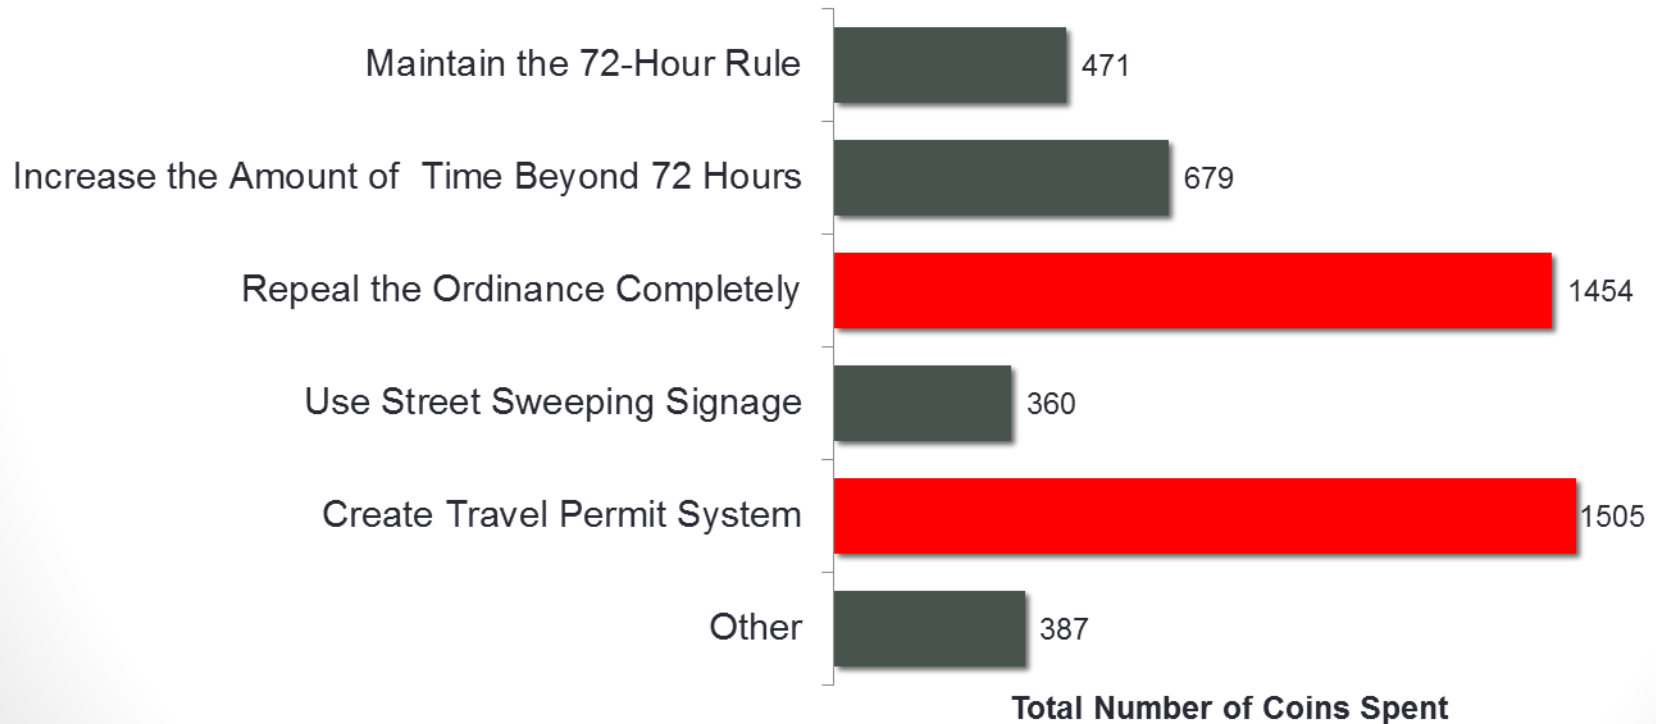 Maintain the 72-Hour Rule 471
Increase the Amount of  Time Beyond 72 Hours 679
Repeal the Ordinance Completely 1454
Use Street Sweeping Signage 360
Create Travel Permit System 1505
Other 387
Total Number of Coins Spent